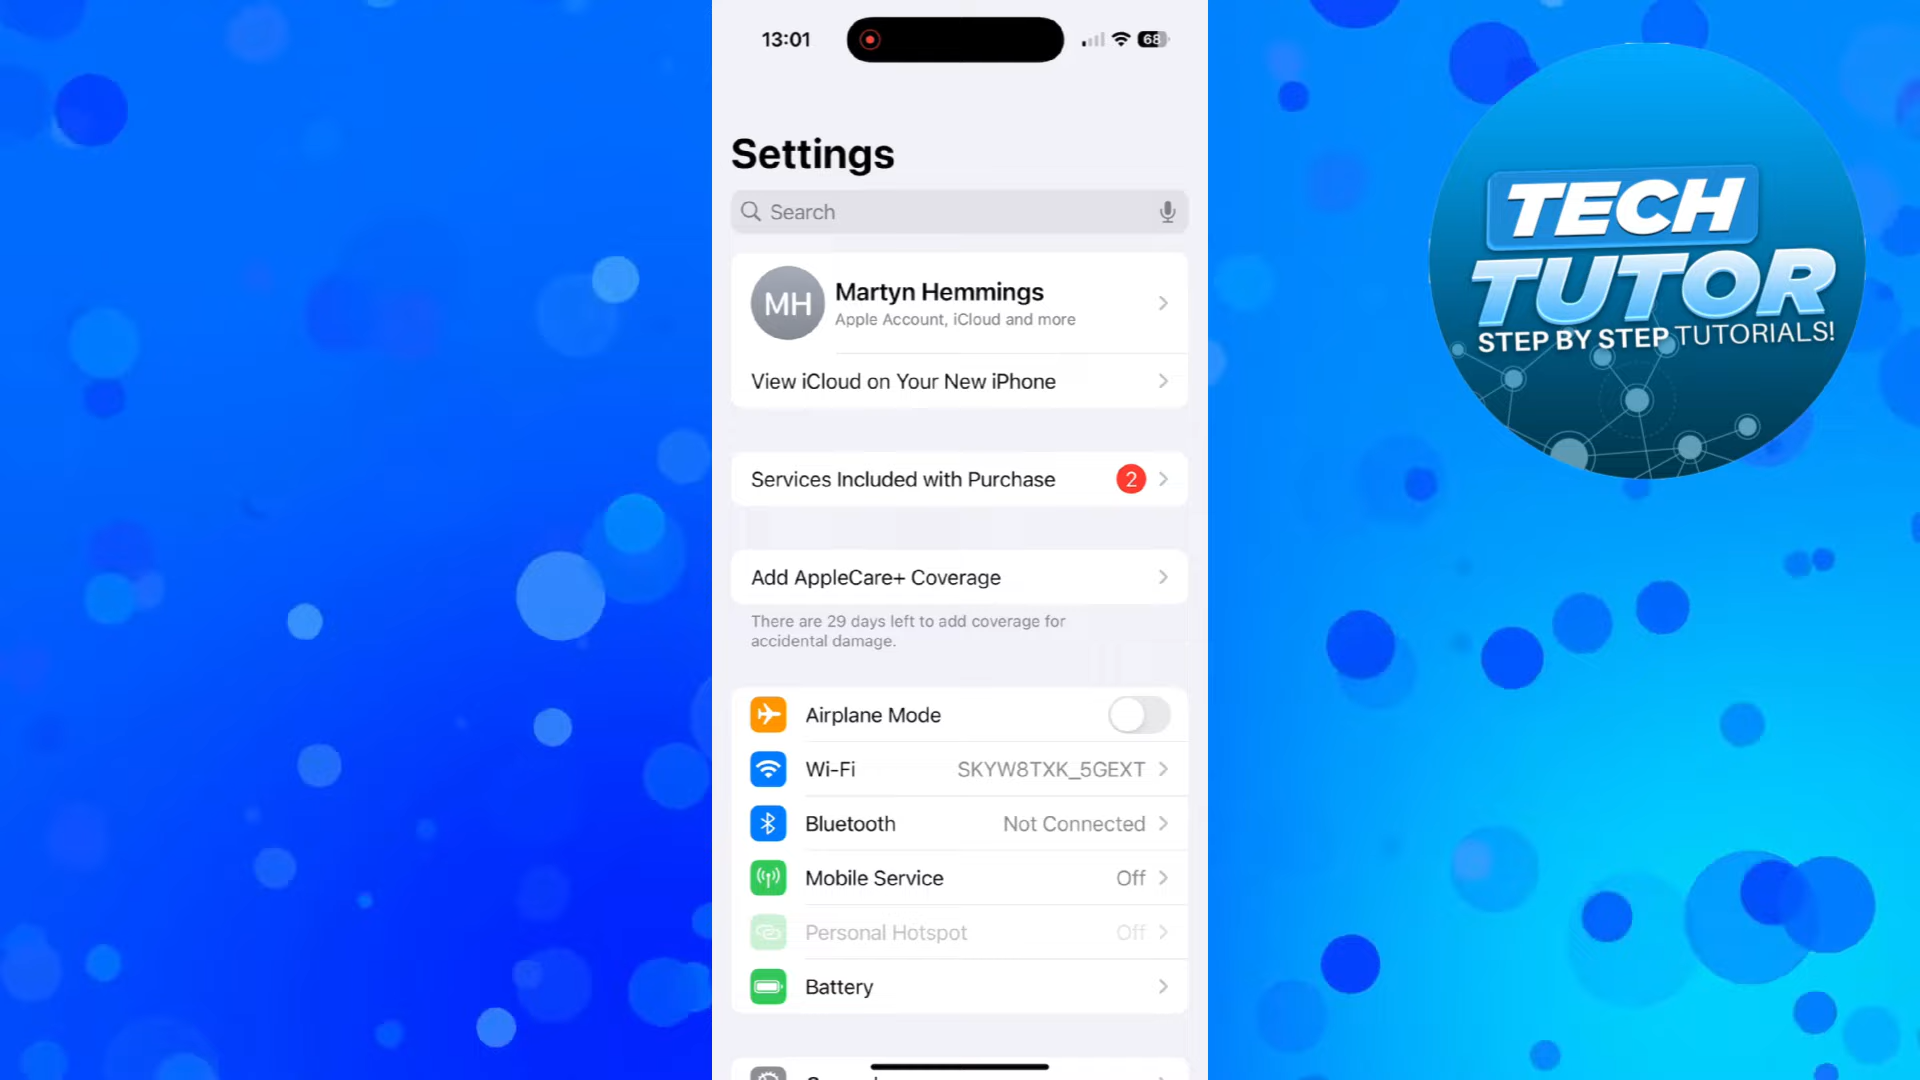 13:01
68
Settings
Search
MH
Martyn Hemmings
Apple Account, iCloud and more
View iCloud on Your New iPhone
Services Included with Purchase
2
Add AppleCare+ Coverage
There are 29 days left to add coverage for
accidental damage.
Airplane Mode
Wi-Fi
SKYW8TXK_5GEXT
Bluetooth
Not Connected
Mobile Service
Off
Personal Hotspot
Off
Battery
TECH
TUTOR
STEP BY STEP TUTORIALS!